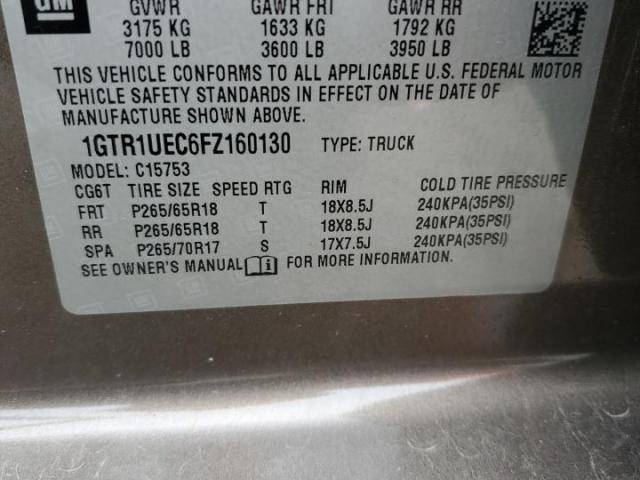 GM
GVWR GAWR FRT GAWR RR
3175 KG 1633 KG 1792 KG
7000 LB 3600 LB 3950 LB
THIS VEHICLE CONFORMS TO ALL APPLICABLE U.S. FEDERAL MOTOR
VEHICLE SAFETY STANDARDS IN EFFECT ON THE DATE OF
MANUFACTURE SHOWN ABOVE.
1GTR1UEC6FZ160130 TYPE: TRUCK
MODEL: C15753
CG6T TIRE SIZE SPEED RTG RIM COLD TIRE PRESSURE
FRT P265/65R18 T 18X8.5J 240KPA(35PSI)
RR P265/65R18 T 18X8.5J 240KPA(35PSI)
SPA P265/70R17 S 17X7.5J 240KPA(35PSI)
SEE OWNER'S MANUAL i FOR MORE INFORMATION.